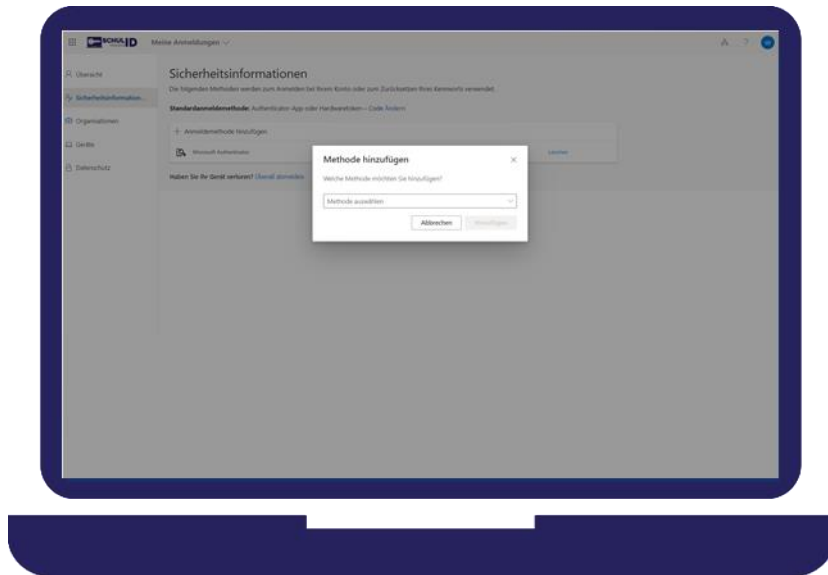 SCHUL ID
Meine Anmeldungen
?
Übersicht
Sicherheitsinformationen
Die folgenden Methoden werden zum Anmelden bei Ihrem Konto oder zum Zurücksetzen Ihres Kennworts verwendet.
Sicherheitsinformation...
Standardanmeldemethode: Authenticator-App oder Hardwaretoken – Code Ändern
Organisationen
+ Anmeldemethode hinzufügen
Geräte
Microsoft Authenticator
Löschen
Datenschutz
Haben Sie Ihr Gerät verloren? Überall abmelden
Methode hinzufügen
Welche Methode möchten Sie hinzufügen?
Methode auswählen
Abbrechen
Hinzufügen